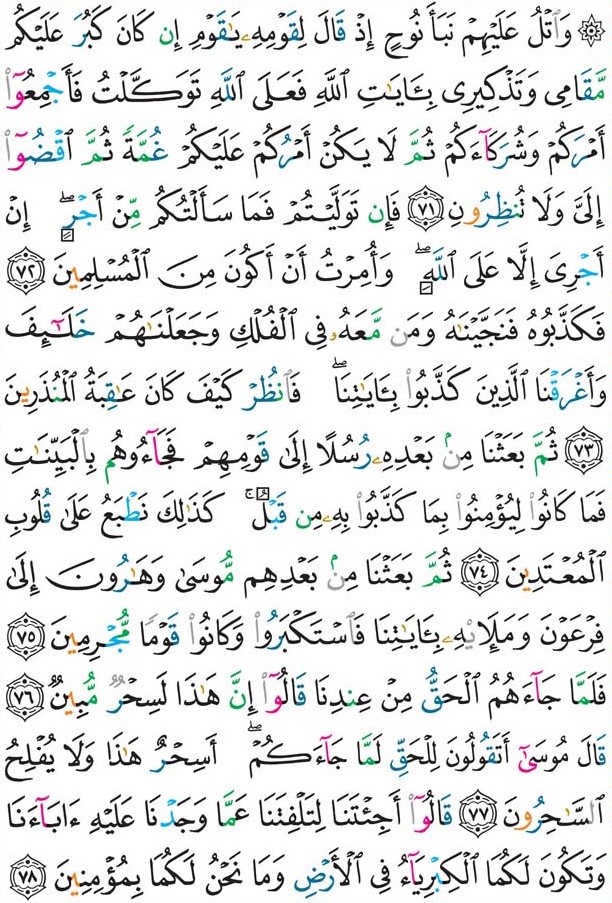 ۞ وَٱتْلُ عَلَيْهِمْ نَبَأَ نُوحٍ إِذْ قَالَ لِقَوْمِهِۦ يَـٰقَوْمِ إِن كَانَ كَبُرَ عَلَيْكُم
مَّقَامِى وَتَذْكِيرِى بِـَٔايَـٰتِ ٱللَّهِ فَعَلَى ٱللَّهِ تَوَكَّلْتُ فَأَجْمِعُوٓا۟
أَمْرَكُمْ وَشُرَكَآءَكُمْ ثُمَّ لَا يَكُنْ أَمْرُكُمْ عَلَيْكُمْ غُمَّةً ثُمَّ ٱقْضُوٓا۟
إِلَىَّ وَلَا تُنظِرُونِ ﴿٧١﴾ فَإِن تَوَلَّيْتُمْ فَمَا سَأَلْتُكُم مِّنْ أَجْرٍ ۖ إِنْ
أَجْرِىَ إِلَّا عَلَى ٱللَّهِ ۖ وَأُمِرْتُ أَنْ أَكُونَ مِنَ ٱلْمُسْلِمِينَ ﴿٧٢﴾
فَكَذَّبُوهُ فَنَجَّيْنَـٰهُ وَمَن مَّعَهُۥ فِى ٱلْفُلْكِ وَجَعَلْنَـٰهُمْ خَلَـٰٓئِفَ
وَأَغْرَقْنَا ٱلَّذِينَ كَذَّبُوا۟ بِـَٔايَـٰتِنَا ۖ فَٱنظُرْ كَيْفَ كَانَ عَـٰقِبَةُ ٱلْمُنذَرِينَ
﴿٧٣﴾ ثُمَّ بَعَثْنَا مِنۢ بَعْدِهِۦ رُسُلًا إِلَىٰ قَوْمِهِمْ فَجَآءُوهُم بِٱلْبَيِّنَـٰتِ
فَمَا كَانُوا۟ لِيُؤْمِنُوا۟ بِمَا كَذَّبُوا۟ بِهِۦ مِن قَبْلُ ۚ كَذَٰلِكَ نَطْبَعُ عَلَىٰ قُلُوبِ
ٱلْمُعْتَدِينَ ﴿٧٤﴾ ثُمَّ بَعَثْنَا مِنۢ بَعْدِهِم مُّوسَىٰ وَهَـٰرُونَ إِلَىٰ
فِرْعَوْنَ وَمَلَإِي۟هِۦ بِـَٔايَـٰتِنَا فَٱسْتَكْبَرُوا۟ وَكَانُوا۟ قَوْمًا مُّجْرِمِينَ ﴿٧٥﴾
فَلَمَّا جَآءَهُمُ ٱلْحَقُّ مِنْ عِندِنَا قَالُوٓا۟ إِنَّ هَـٰذَا لَسِحْرٌ مُّبِينٌ ﴿٧٦﴾
قَالَ مُوسَىٰٓ أَتَقُولُونَ لِلْحَقِّ لَمَّا جَآءَكُمْ ۖ أَسِحْرٌ هَـٰذَا وَلَا يُفْلِحُ
ٱلسَّـٰحِرُونَ ﴿٧٧﴾ قَالُوٓا۟ أَجِئْتَنَا لِتَلْفِتَنَا عَمَّا وَجَدْنَا عَلَيْهِ ءَابَآءَنَا
وَتَكُونَ لَكُمَا ٱلْكِبْرِيَآءُ فِى ٱلْأَرْضِ وَمَا نَحْنُ لَكُمَا بِمُؤْمِنِينَ ﴿٧٨﴾